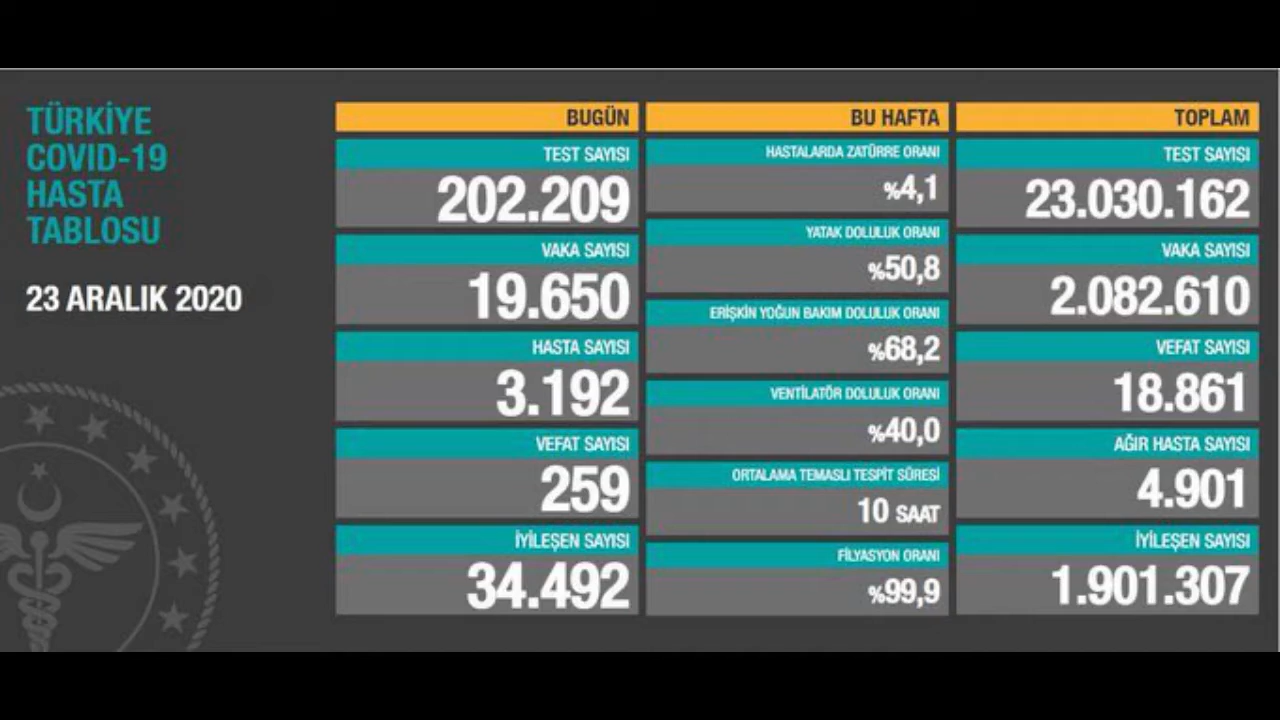 TÜRKİYE
COVID-19
HASTA
TABLOSU
23 ARALIK 2020
BUGÜN
TEST SAYISI
202.209
VAKA SAYISI
19.650
HASTA SAYISI
3.192
VEFAT SAYISI
259
İYİLEŞEN SAYISI
34.492
BU HAFTA
HASTALARDA ZATÜRRE ORANI
%4,1
YATAK DOLULUK ORANI
%50,8
ERİŞKİN YOĞUN BAKIM DOLULUK ORANI
%68,2
VENTİLATÖR DOLULUK ORANI
%40,0
ORTALAMA TEMASLI TESPİT SÜRESİ
10 SAAT
FİLYASYON ORANI
%99,9
TOPLAM
TEST SAYISI
23.030.162
VAKA SAYISI
2.082.610
VEFAT SAYISI
18.861
AĞIR HASTA SAYISI
4.901
İYİLEŞEN SAYISI
1.901.307